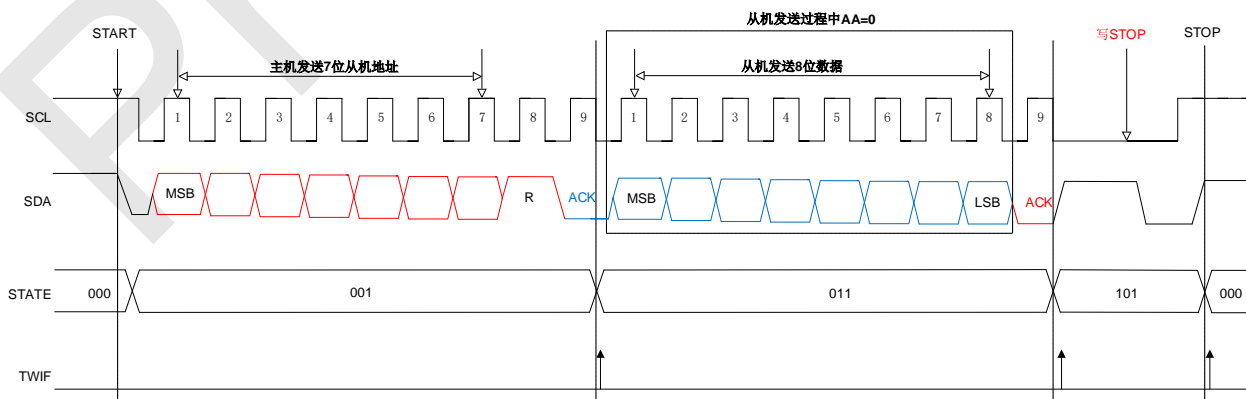 从机发送过程中AA=0
START
写STOP
STOP
主机发送7位从机地址
从机发送8位数据
SCL
1 2 3 4 5 6 7 8 9 1 2 3 4 5 6 7 8 9
SDA
MSB R ACK MSB LSB ACK
STATE 000 001 011 101 000
TWIF